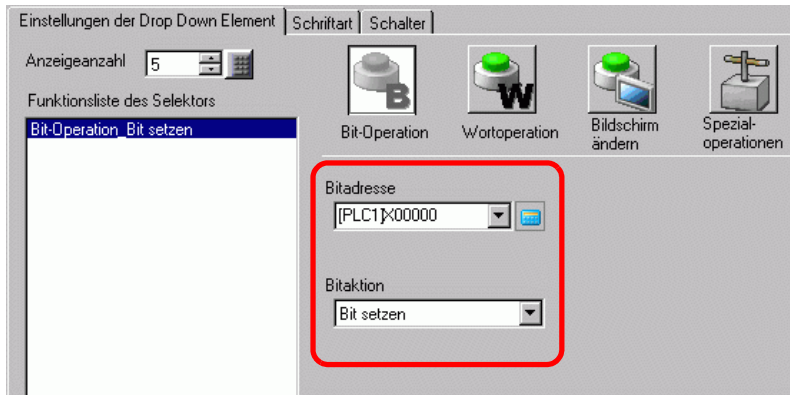 Einstellungen der Drop Down Element Schriftart Schalter
Anzeigeanzahl 5
Funktionsliste des Selektors
Bit-Operation_Bit setzen
B
Bit-Operation
W
Wortoperation
Bildschirm
ändern
Spezial-
operationen
Bitadresse
[PLC1]X00000
Bitaktion
Bit setzen